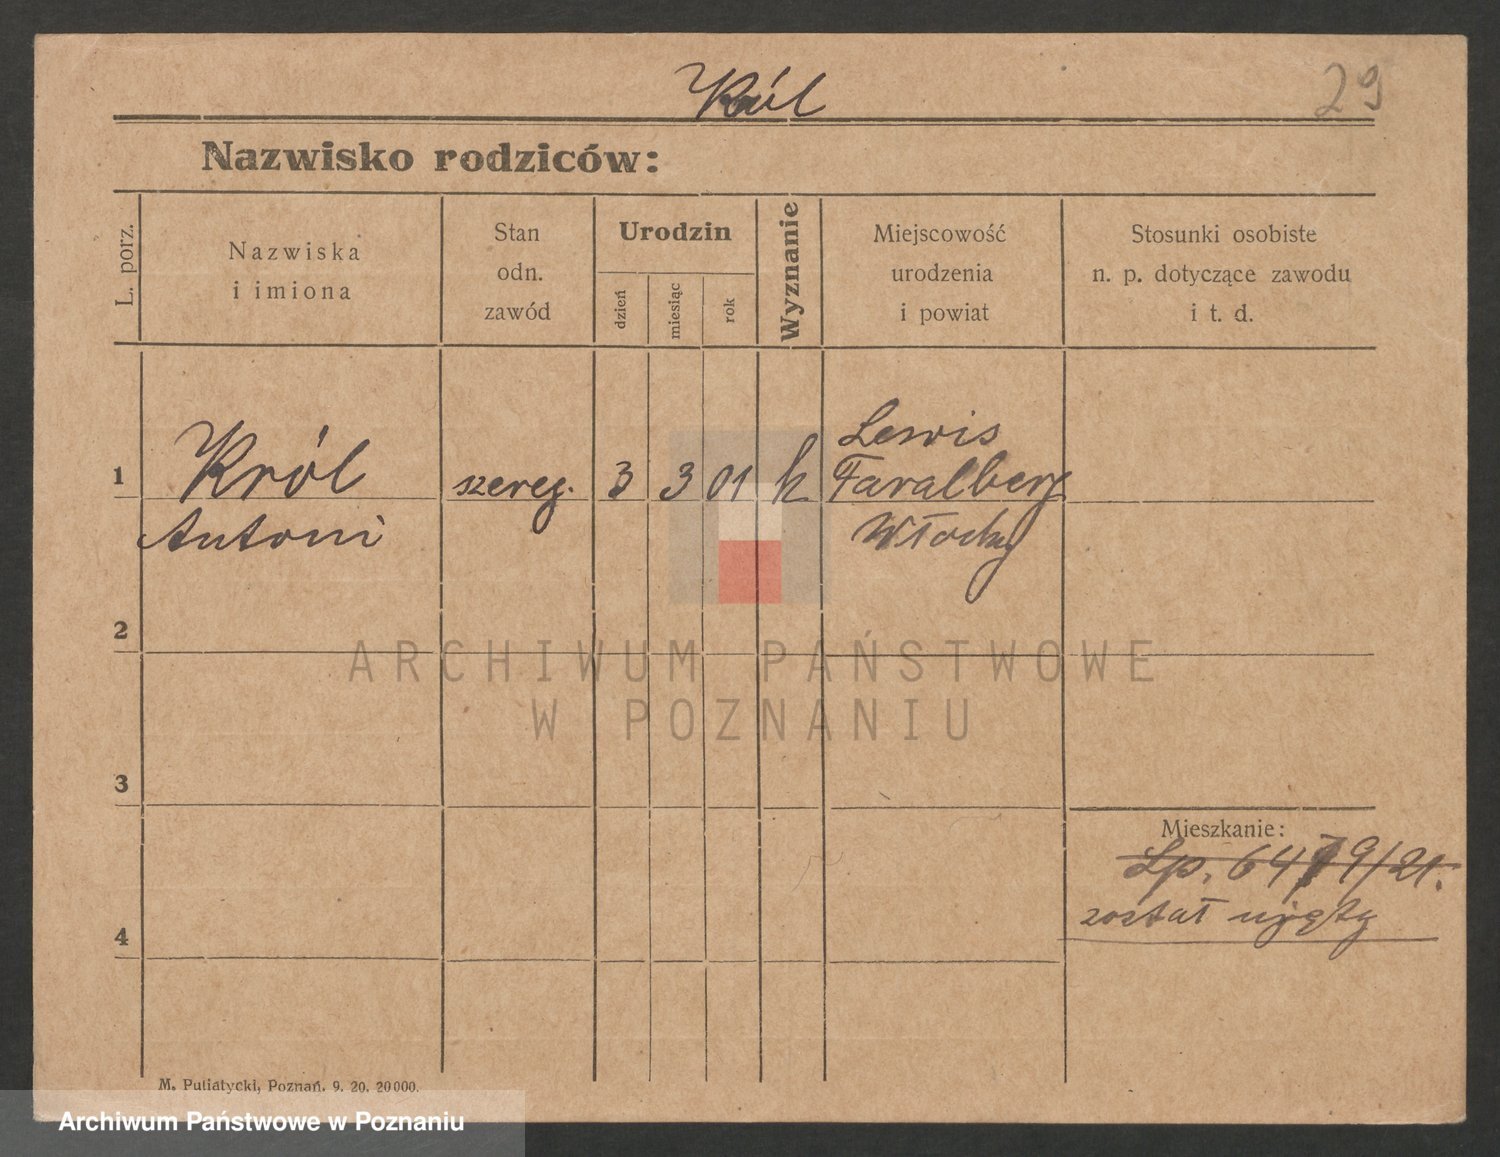 Król
29
Nazwisko rodziców:
L. porz.
Nazwiska
i imiona
Stan
odn.
zawód
Urodzin
dzień
miesiąc
rok
Wyznanie
Miejscowość
urodzenia
i powiat
Stosunki osobiste
n. p. dotyczące zawodu
i t. d.
1
Król
Antoni
szereg.
3
3
01
k
Lewis
Faralberg
Włochy
2
ARCHIWUM PAŃSTWOWE
W POZNANIU
3
Mieszkanie:
Lp. 6479/21.
został ujęty
4
M. Putiatycki, Poznań. 9. 20. 20000.
Archiwum Państwowe w Poznaniu